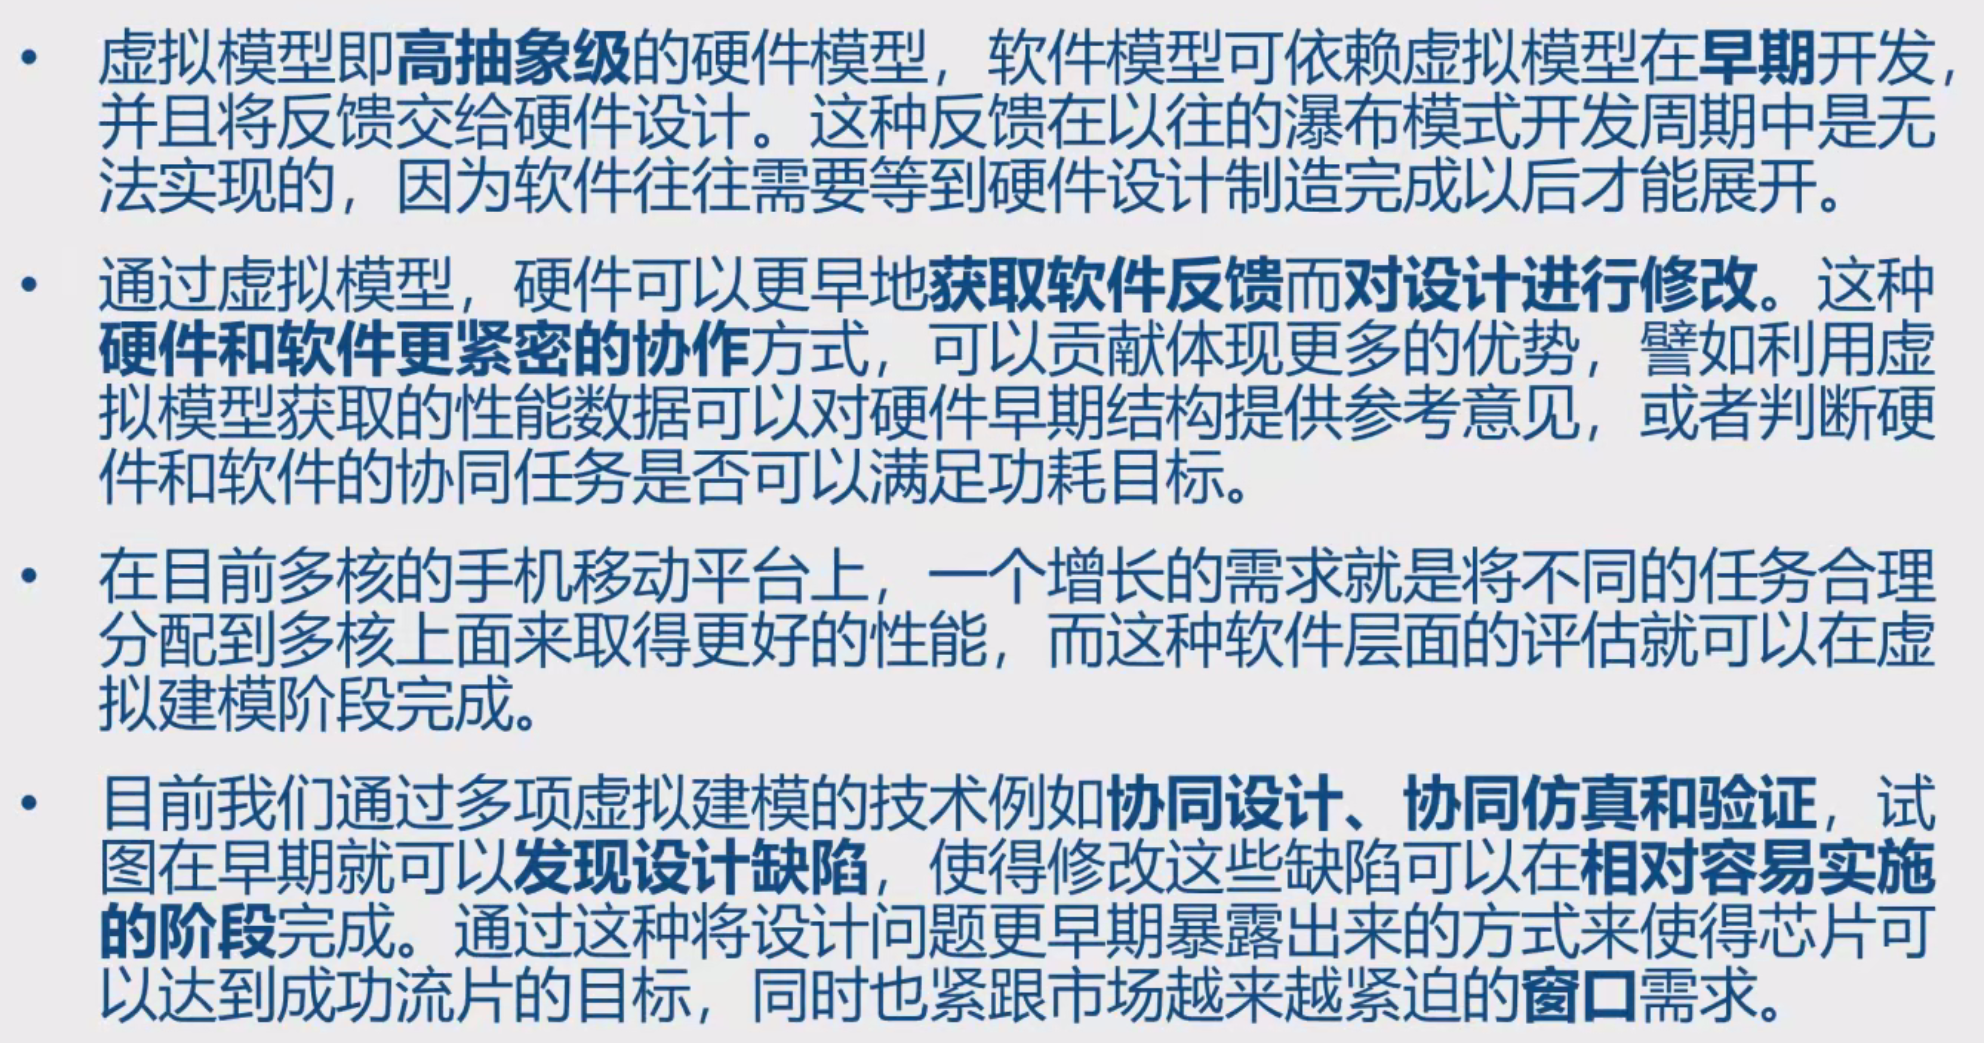 • 虚拟模型即高抽象级的硬件模型，软件模型可依赖虚拟模型在早期开发，
并且将反馈交给硬件设计。这种反馈在以往的瀑布模式开发周期中是无
法实现的，因为软件往往需要等到硬件设计制造完成以后才能展开。
• 通过虚拟模型，硬件可以更早地获取软件反馈而对设计进行修改。这种
硬件和软件更紧密的协作方式，可以贡献体现更多的优势，譬如利用虚
拟模型获取的性能数据可以对硬件早期结构提供参考意见，或者判断硬
件和软件的协同任务是否可以满足功耗目标。
• 在目前多核的手机移动平台上，一个增长的需求就是将不同的任务合理
分配到多核上面来取得更好的性能，而这种软件层面的评估就可以在虚
拟建模阶段完成。
• 目前我们通过多项虚拟建模的技术例如协同设计、协同仿真和验证，试
图在早期就可以发现设计缺陷，使得修改这些缺陷可以在相对容易实施
的阶段完成。通过这种将设计问题更早期暴露出来的方式来使得芯片可
以达到成功流片的目标，同时也紧跟市场越来越紧迫的窗口需求。